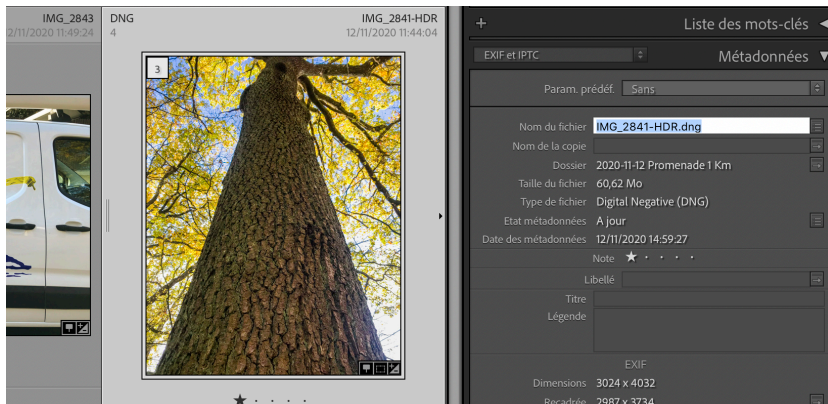 IMG_2843
2/11/2020 11:49:24
DNG
4
IMG_2841-HDR
12/11/2020 11:44:04
3
Liste des mots-clés
EXIF et IPTC
Métadonnées
Param. prédéf. Sans
Nom du fichier IMG_2841-HDR.dng
Nom de la copie
Dossier 2020-11-12 Promenade 1 Km
Taille du fichier 60,62 Mo
Type de fichier Digital Negative (DNG)
Etat métadonnées A jour
Date des métadonnées 12/11/2020 14:59:27
Note
Libellé
Titre
Légende
EXIF
Dimensions 3024 x 4032
Recadrée 2987 x 3734